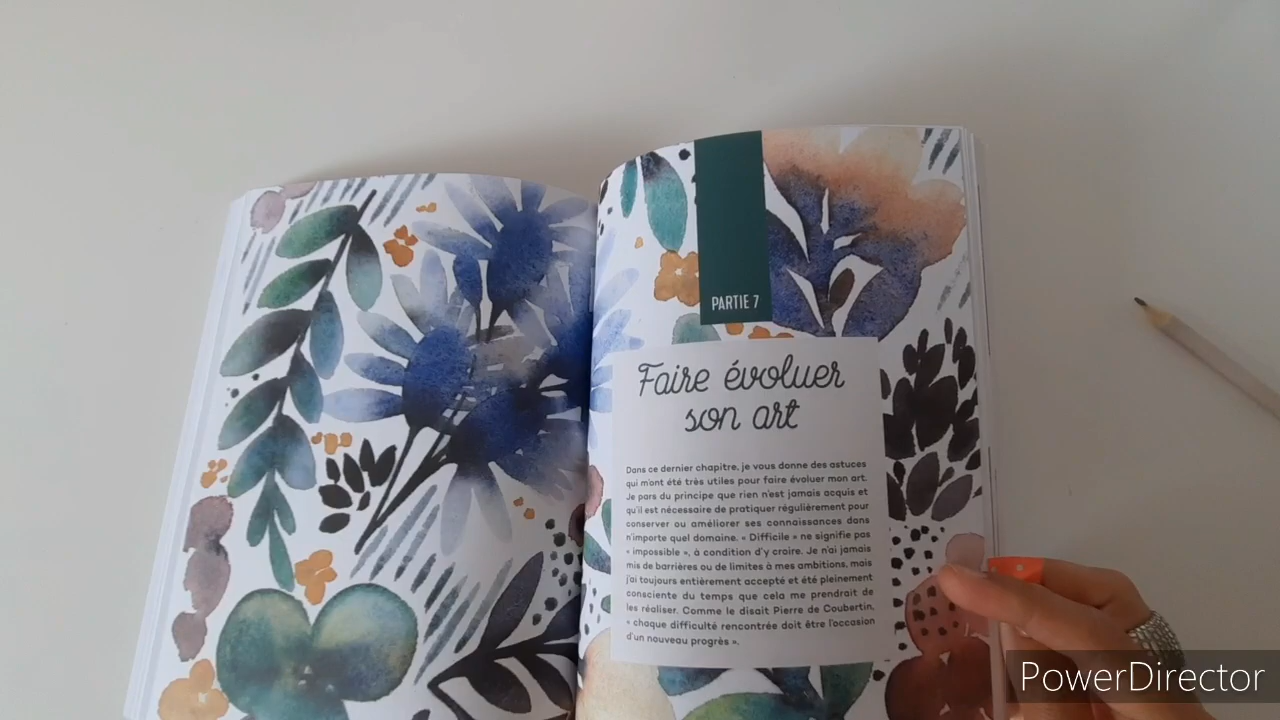 PARTIE 7
Faire évoluer
son art
Dans ce dernier chapitre, je vous donne des astuces
qui m'ont été très utiles pour faire évoluer mon art.
Je pars du principe que rien n'est jamais acquis et
qu'il est nécessaire de pratiquer régulièrement pour
conserver ou améliorer ses connaissances dans
n'importe quel domaine. « Difficile » ne signifie pas
« impossible », à condition d'y croire. Je n'ai jamais
mis de barrières ou de limites à mes ambitions, mais
j'ai toujours entièrement accepté et été pleinement
consciente du temps que cela me prendrait de
les réaliser. Comme le disait Pierre de Coubertin,
« chaque difficulté rencontrée doit être l'occasion
d'un nouveau progrès ».
PowerDirector